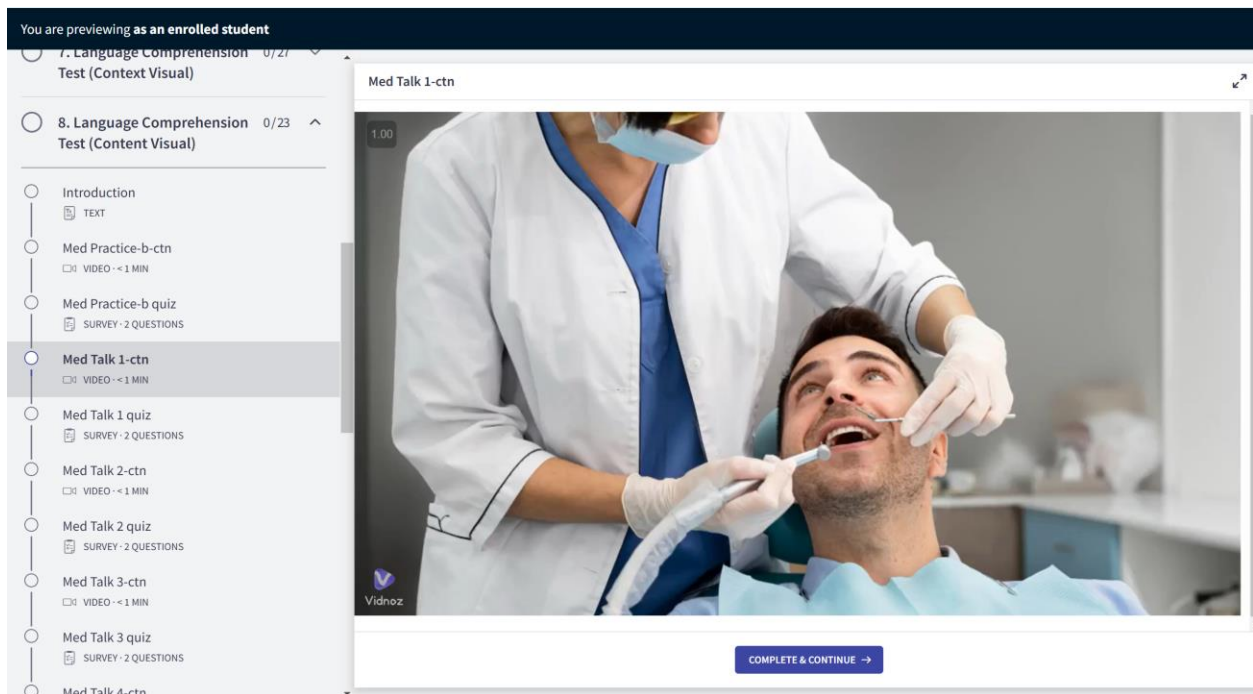 You are previewing as an enrolled student
7. Language Comprehension 0/27
Test (Context Visual)
8. Language Comprehension 0/23
Test (Content Visual)
Introduction
TEXT
Med Practice-b-ctn
VIDEO · < 1 MIN
Med Practice-b quiz
SURVEY · 2 QUESTIONS
Med Talk 1-ctn
VIDEO · < 1 MIN
Med Talk 1 quiz
SURVEY · 2 QUESTIONS
Med Talk 2-ctn
VIDEO · < 1 MIN
Med Talk 2 quiz
SURVEY · 2 QUESTIONS
Med Talk 3-ctn
VIDEO · < 1 MIN
Med Talk 3 quiz
SURVEY · 2 QUESTIONS
Med Talk 4-ctn
Med Talk 1-ctn
1.00
Vidnoz
COMPLETE & CONTINUE →